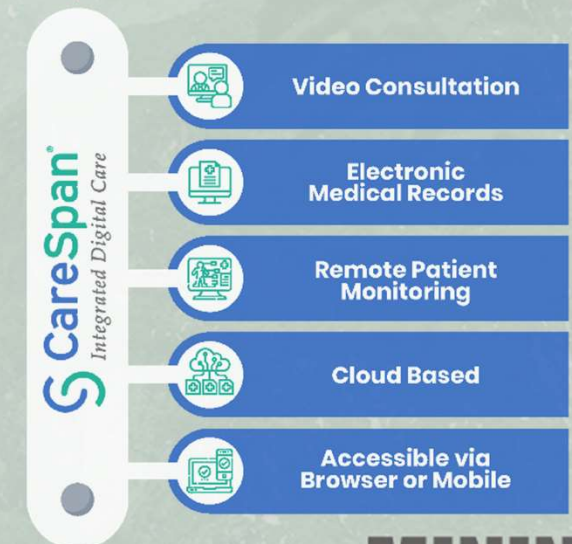 CareSpan®
Integrated Digital Care
Video Consultation
Electronic
Medical Records
Remote Patient
Monitoring
Cloud Based
Accessible via
Browser or Mobile